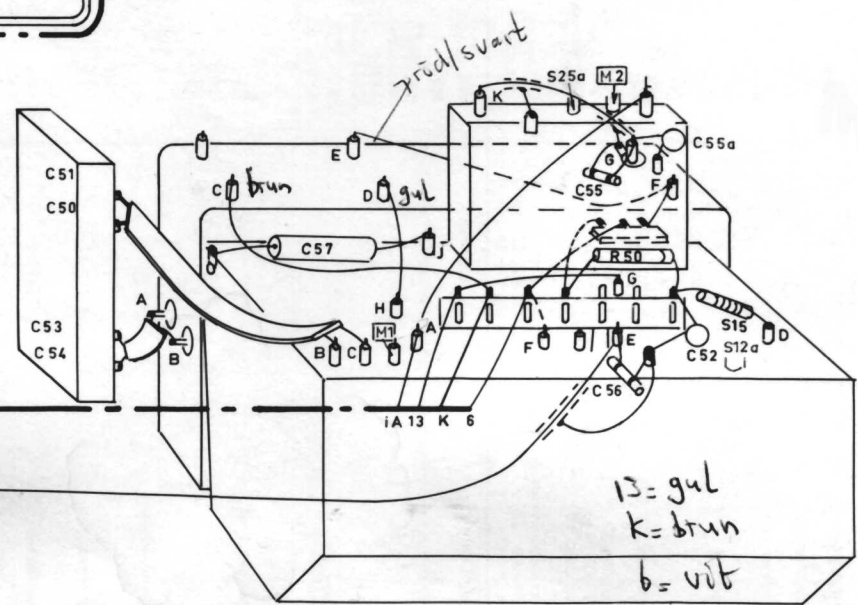 röd/svart
S25a M2
K
C55a
E G
C51 C brun D gul C55 F
C50
C57 J R50
A H G
C53 M1 A S15
C54 B B C F E C52 D
S12a
C56
iA 13 K 6
13= gul
K= brun
6= vit